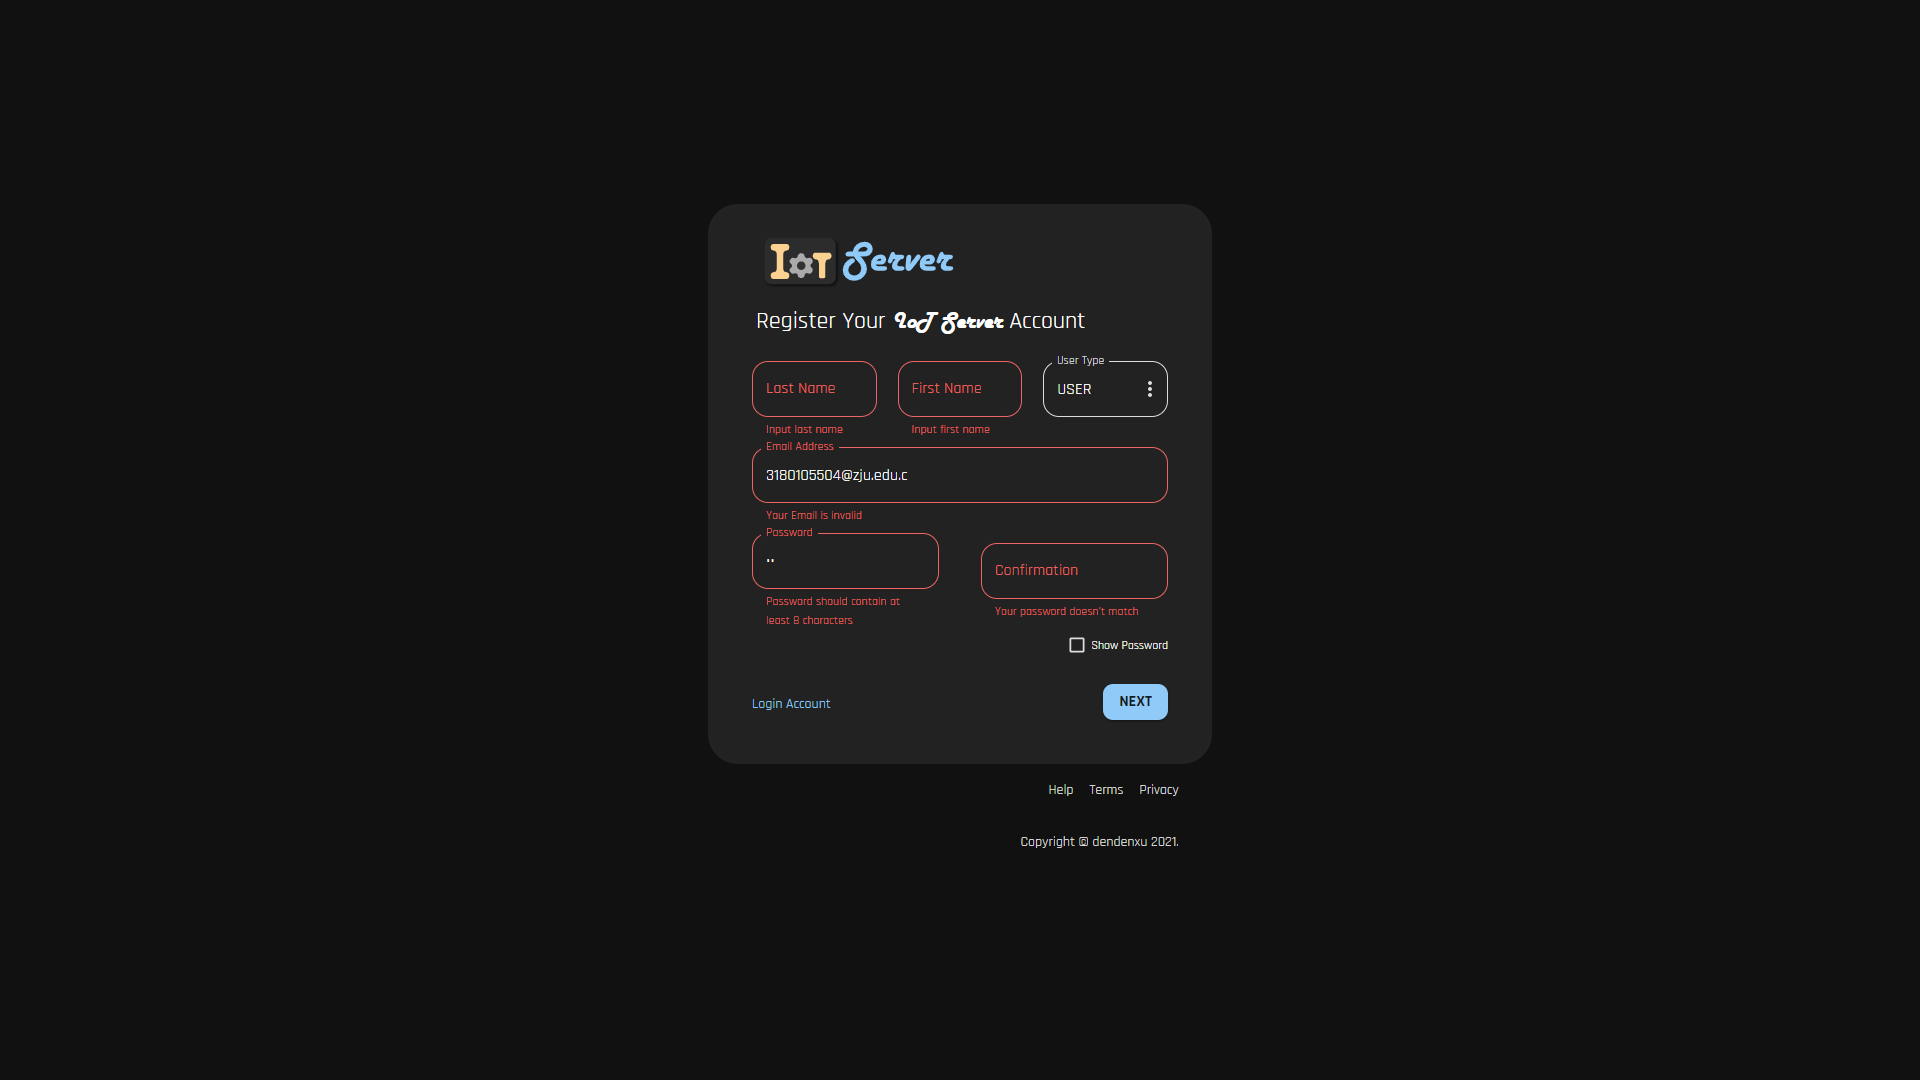 IoT Server
Register Your IoT Server Account
Last Name
First Name
User Type
USER
Input last name
Input first name
Email Address
3180105504@zju.edu.c
Your Email is invalid
Password
··
Confirmation
Password should contain at
least 8 characters
Your password doesn't match
Show Password
Login Account
NEXT
Help Terms Privacy
Copyright © dendenxu 2021.